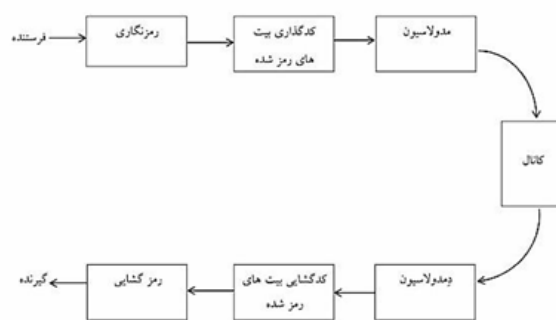 فرستنده
رمزنگاری
کدگذاری بیت
های رمز شده
مدولاسیون
کانال
دِمدولاسیون
کدگشایی بیت های
رمز شده
رمز گشایی
گیرنده